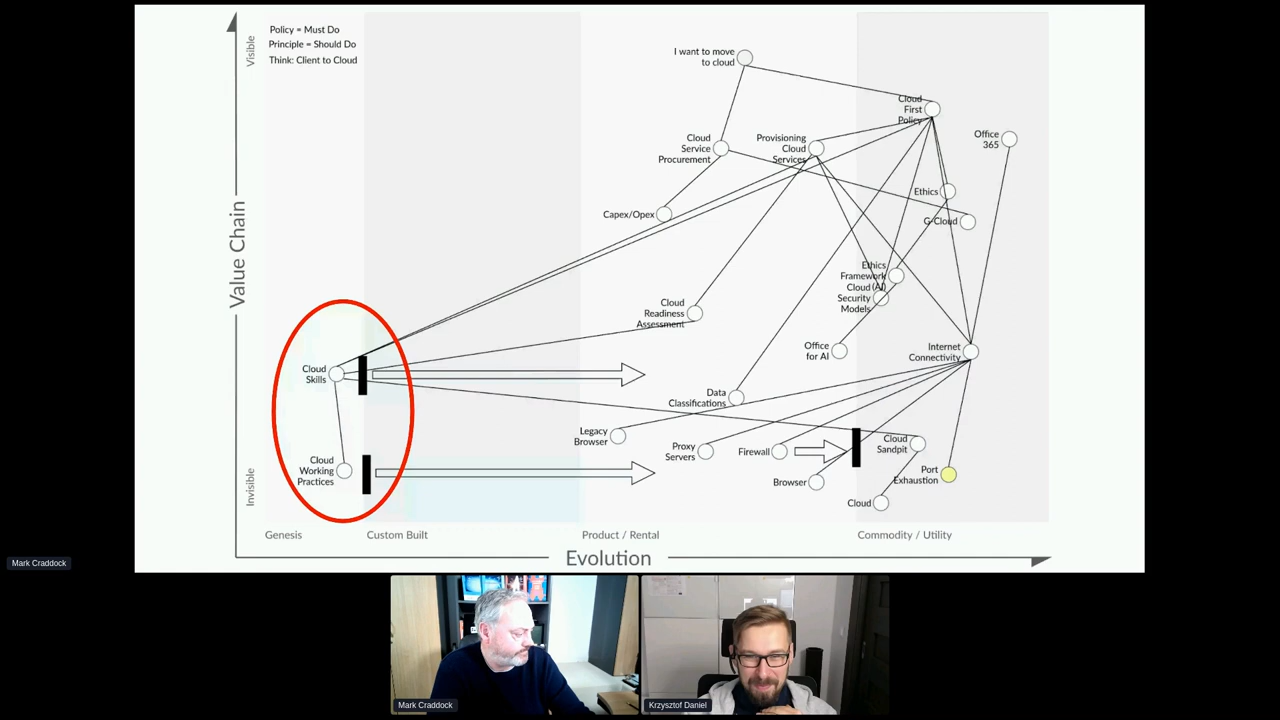 Policy = Must Do
Principle = Should Do
Think: Client to Cloud
Visible
Value Chain
Invisible
I want to move
to cloud
Cloud
First
Policy
Office
365
Cloud
Service
Procurement
Provisioning
Cloud
Services
Ethics
Capex/Opex
G-Cloud
Ethics
Framework
(AI)
Cloud
Security
Models
Cloud
Readiness
Assessment
Office
for AI
Internet
Connectivity
Cloud
Skills
Data
Classifications
Legacy
Browser
Proxy
Servers
Firewall
Cloud
Sandpit
Cloud
Working
Practices
Browser
Port
Exhaustion
Cloud
Genesis
Custom Built
Product / Rental
Commodity / Utility
Evolution
Mark Craddock
Mark Craddock
Krzysztof Daniel